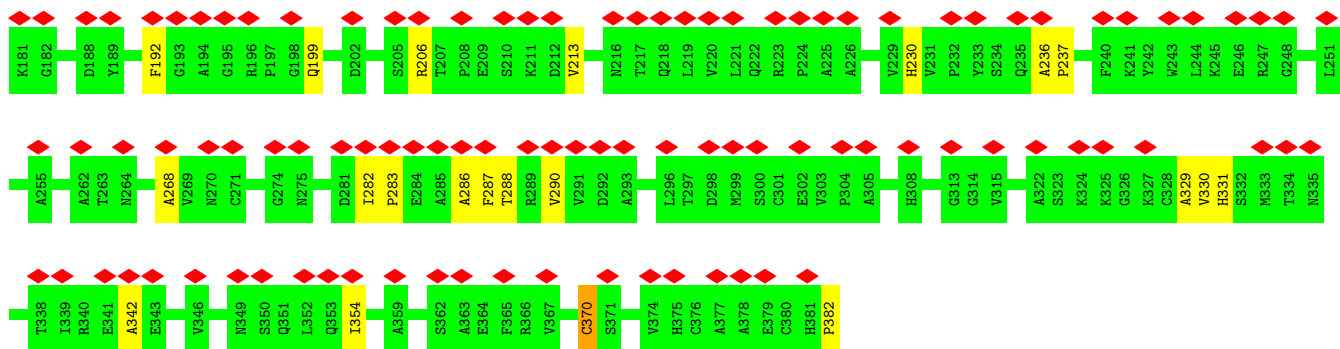 K181 G182 D188 Y189 F192 G193 A194 G195 R196 P197 G198 Q199 D202 S205 R206 T207 P208 E209 S210 K211 D212 V213 N216 T217 Q218 L219 V220 L221 Q222 R223 P224 A225 A226 V229 H230 V231 P232 Y233 S234 Q235 A236 P237 F240 K241 Y242 W243 L244 K245 E246 R247 G248 L251
A255 A262 T263 N264 A268 V269 N270 C271 G274 N275 D281 I282 P283 E284 A285 A286 F287 T288 R289 V290 V291 D292 A293 L296 T297 D298 M299 S300 C301 E302 V303 P304 A305 H308 G313 G314 V315 A322 S323 K324 K325 G326 K327 C328 A329 V330 H331 S332 M333 T334 N335
T338 I339 R340 E341 A342 E343 V346 N349 S350 Q351 L352 Q353 I354 A359 S362 A363 E364 F365 R366 V367 C370 S371 V374 H375 C376 A377 A378 E379 C380 H381 P382